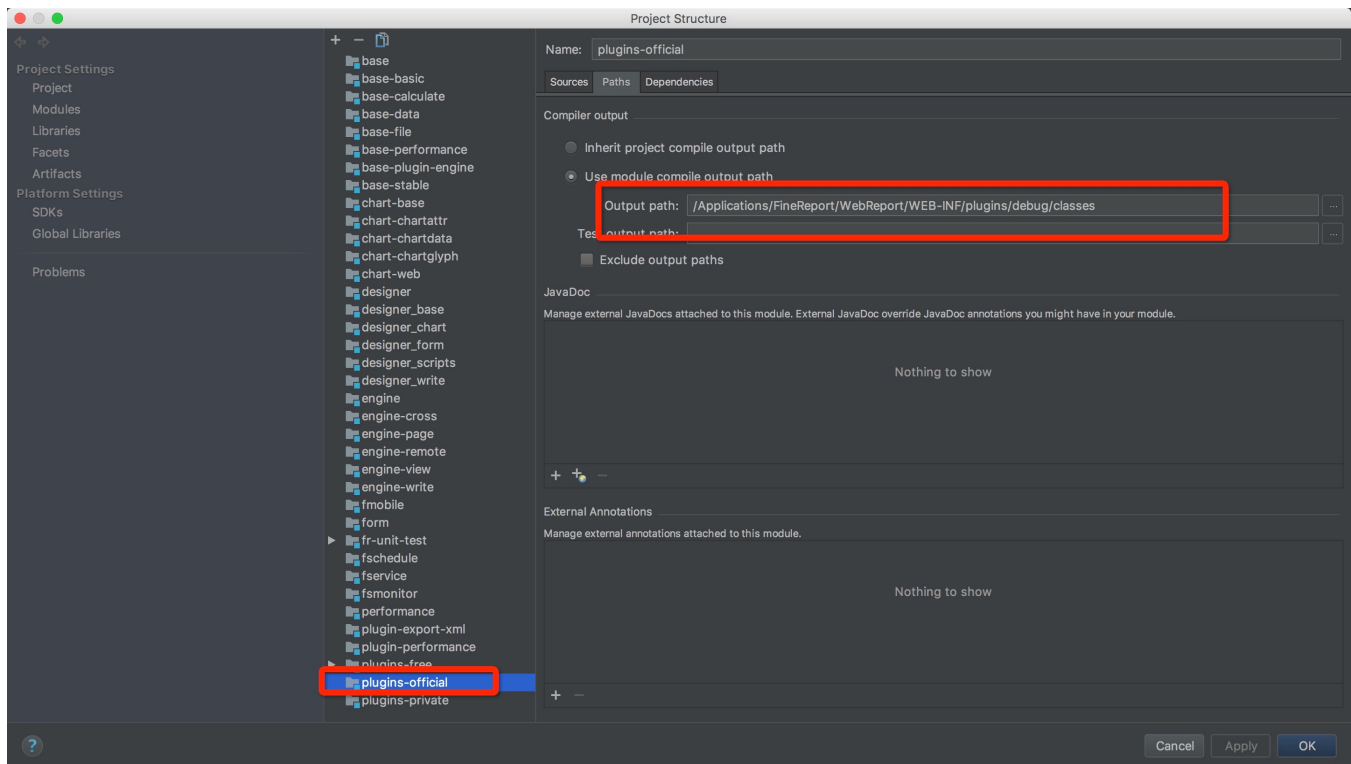 Project Structure
Project Settings
Project
Modules
Libraries
Facets
Artifacts
Platform Settings
SDKs
Global Libraries
Problems
base
base-basic
base-calculate
base-data
base-file
base-performance
base-plugin-engine
base-stable
chart-base
chart-chartattr
chart-chartdata
chart-chartglyph
chart-web
designer
designer_base
designer_chart
designer_form
designer_scripts
designer_write
engine
engine-cross
engine-page
engine-remote
engine-view
engine-write
fmobile
form
fr-unit-test
fschedule
fservice
fsmonitor
performance
plugin-export-xml
plugin-performance
plugins-free
plugins-official
plugins-private
Name: plugins-official
Sources Paths Dependencies
Compiler output
Inherit project compile output path
Use module compile output path
Output path: /Applications/FineReport/WebReport/WEB-INF/plugins/debug/classes ...
Test output path: ...
Exclude output paths
JavaDoc
Manage external JavaDocs attached to this module. External JavaDoc override JavaDoc annotations you might have in your module.
Nothing to show
External Annotations
Manage external annotations attached to this module.
Nothing to show
? Cancel Apply OK